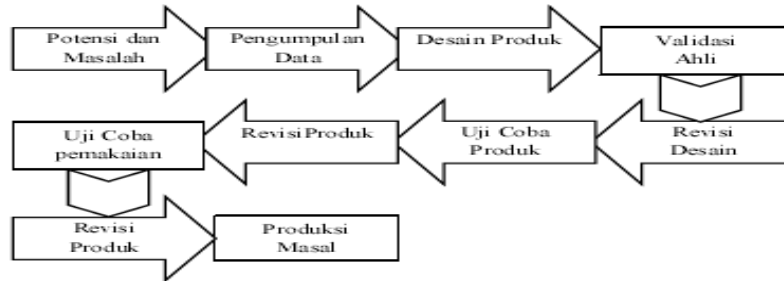 Potensi dan
Masalah
Pengumpulan
Data
Desain Produk
Validasi
Ahli
Revisi
Desain
Uji Coba
Produk
Revisi Produk
Uji Coba
pemakaian
Revisi
Produk
Produksi
Masal